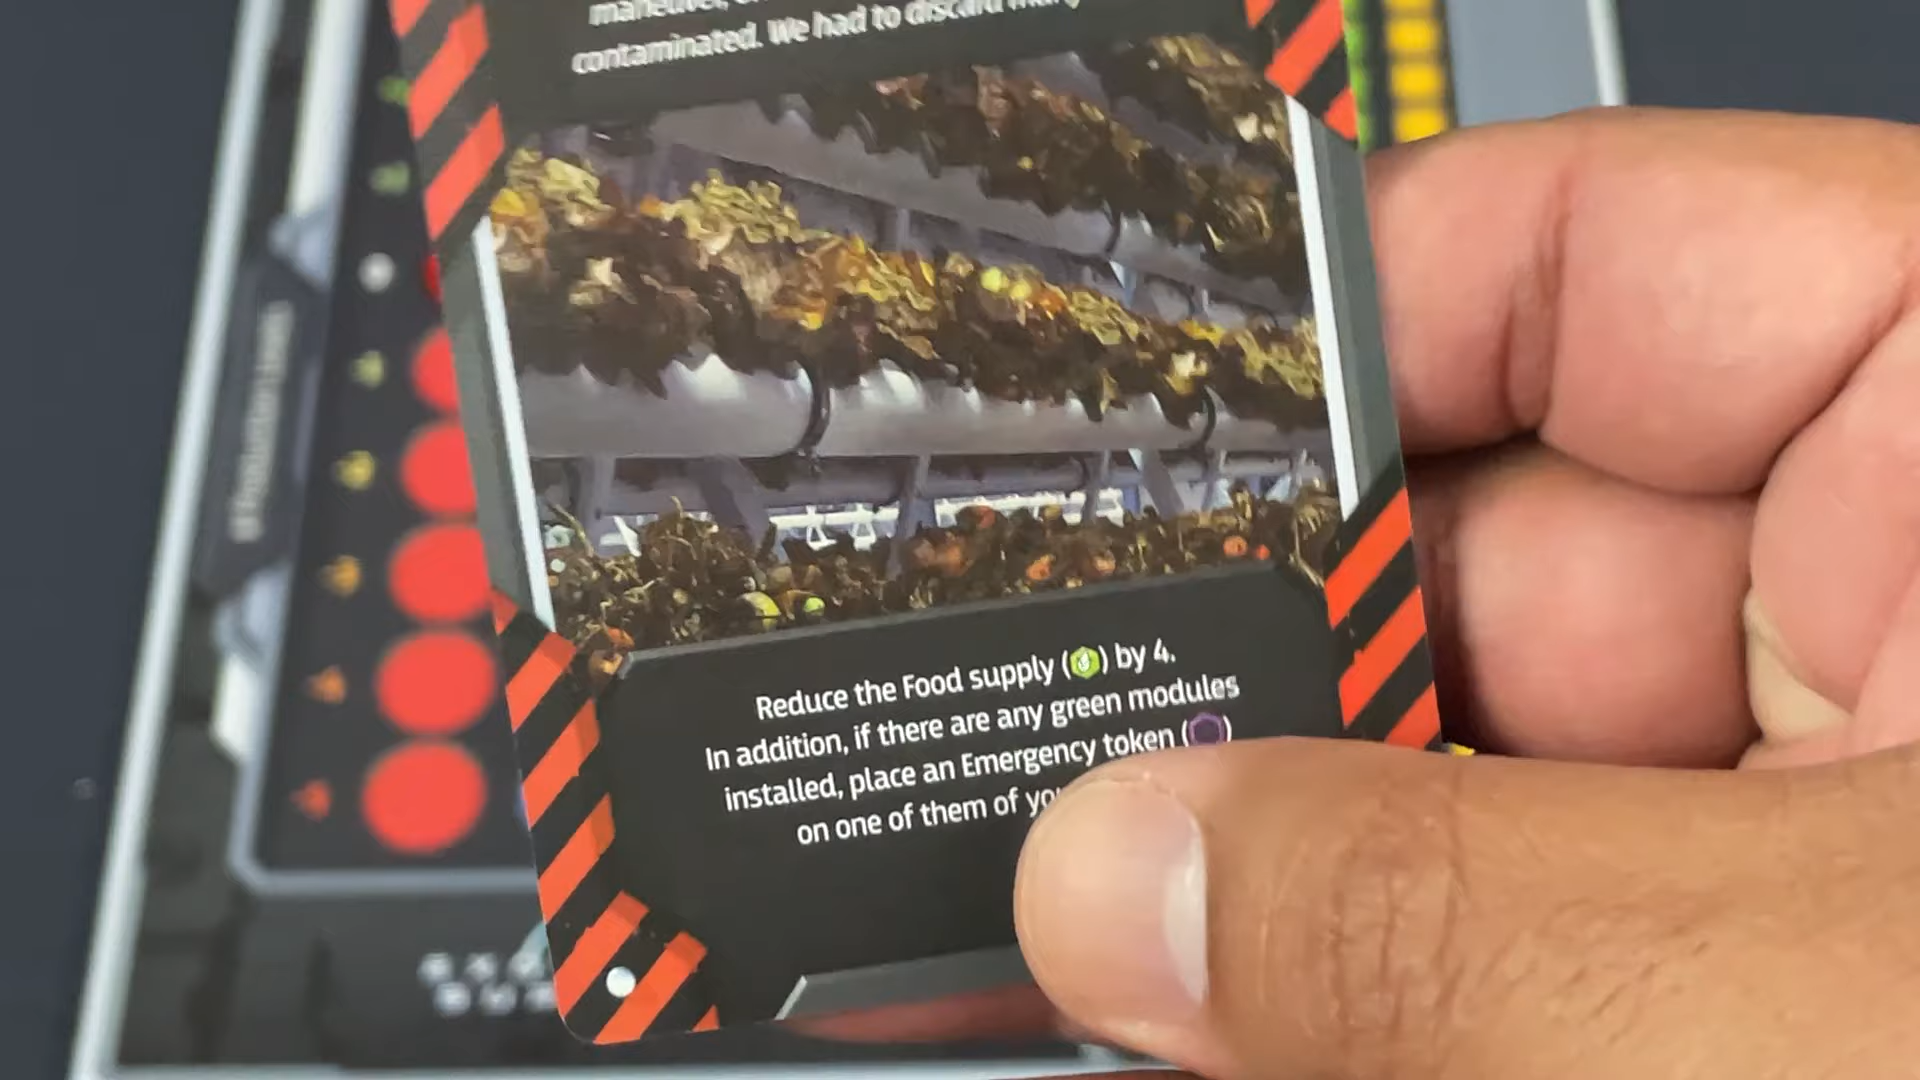 contaminated. We had to discard many
Reduce the Food supply () by 4.
In addition, if there are any green modules
installed, place an Emergency token ()
on one of them of